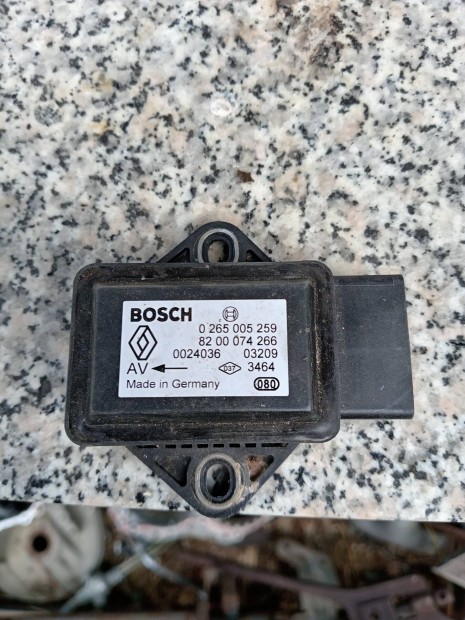 BOSCH
0 265 005 259
82 00 074 266
0024036 03209
AV 037 3464
Made in Germany 080